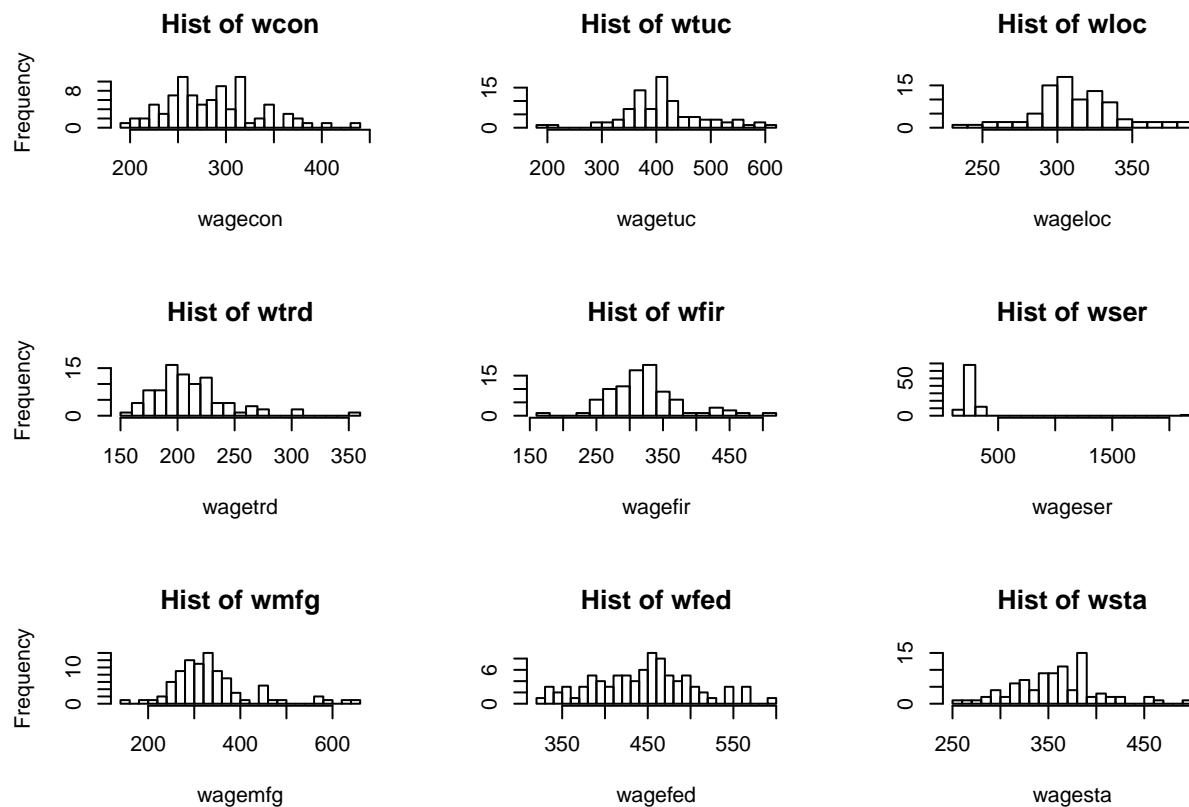 Hist of wcon
Frequency
0 8
200 300 400
wagecon
Hist of wtuc
0 15
200 300 400 500 600
wagetuc
Hist of wloc
0 15
250 300 350
wageloc
Hist of wtrd
Frequency
0 15
150 200 250 300 350
wagetrd
Hist of wfir
0 15
150 250 350 450
wagefir
Hist of wser
0 50
500 1500
wageser
Hist of wmfg
Frequency
0 10
200 400 600
wagemfg
Hist of wfed
0 6
350 450 550
wagefed
Hist of wsta
0 15
250 350 450
wagesta